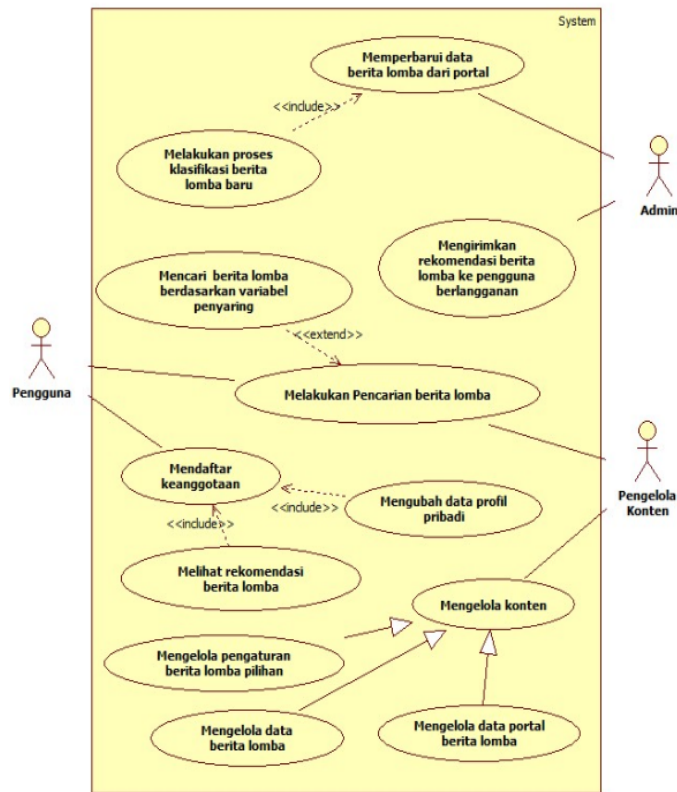 System
Memperbarui data
berita lomba dari portal
<<include>>
Melakukan proses
klasifikasi berita
lomba baru
Admin
Mengirimkan
rekomendasi berita
lomba ke pengguna
berlangganan
Mencari berita lomba
berdasarkan variabel
penyaring
<<extend>>
Pengguna
Melakukan Pencarian berita lomba
Pengelola
Konten
Mendaftar
keanggotaan
<<include>>
Mengubah data profil
pribadi
<<include>>
Melihat rekomendasi
berita lomba
Mengelola konten
Mengelola pengaturan
berita lomba pilihan
Mengelola data
berita lomba
Mengelola data portal
berita lomba